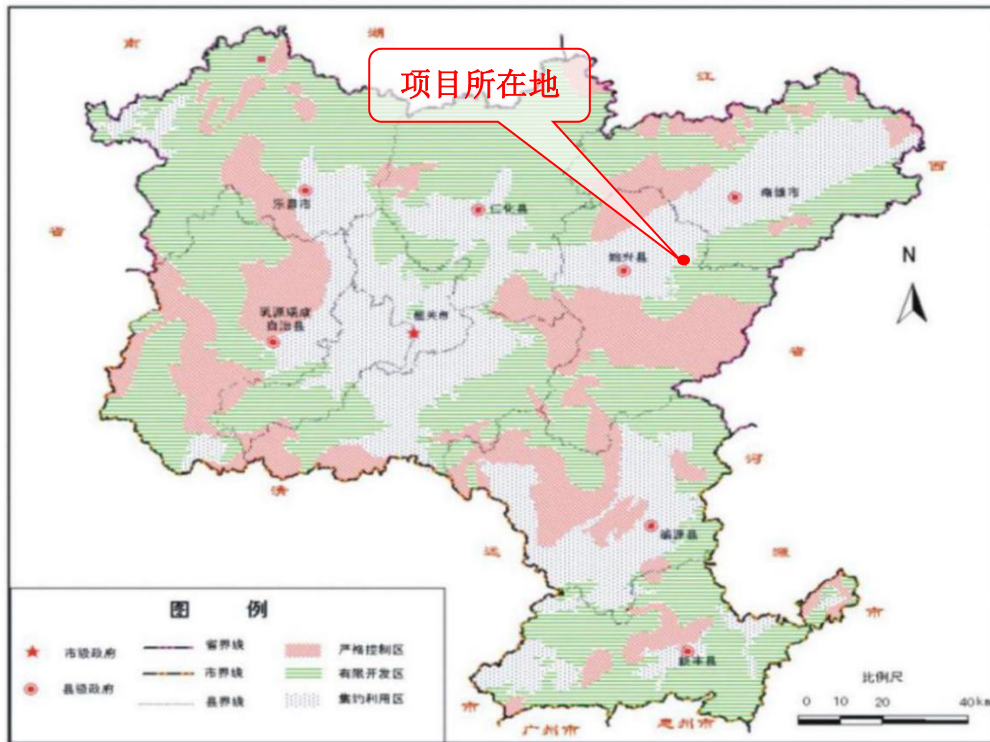 南
湖
江
项目所在地
西
南雄市
乐昌市
仁化县
省
始兴县
N
乳源瑶族
自治县
韶关市
省
河
清
远
翁源县
源
市
图 例
市级政府
省界线
严格控制区
新丰县
县级政府
市界线
有限开发区
县界线
集约利用区
比例尺
市
广州市
惠州市
0 10 20 40km